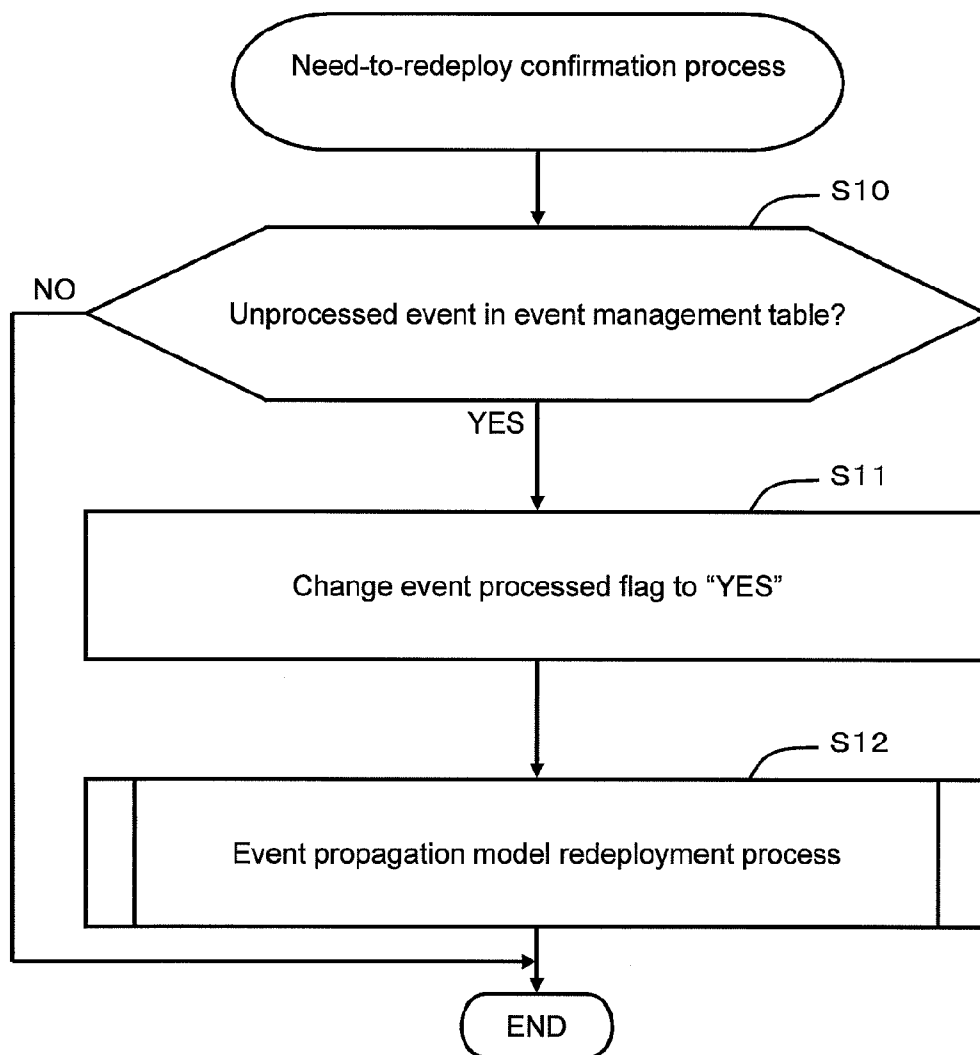 Need-to-redeploy confirmation process
S10
NO
Unprocessed event in event management table?
YES
S11
Change event processed flag to “YES”
S12
Event propagation model redeployment process
END